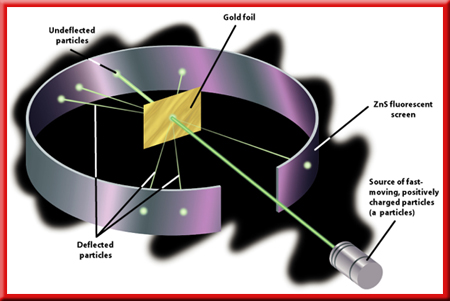 Undeflected
particles
Gold foil
ZnS fluorescent
screen
Source of fast-
moving, positively
charged particles
(a particles)
Deflected
particles